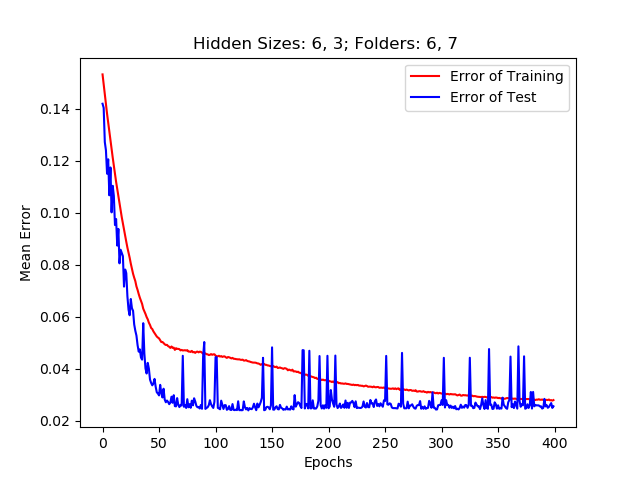 Hidden Sizes: 6, 3; Folders: 6, 7
Error of Training
Error of Test
Mean Error
0.14
0.12
0.10
0.08
0.06
0.04
0.02
0 50 100 150 200 250 300 350 400
Epochs